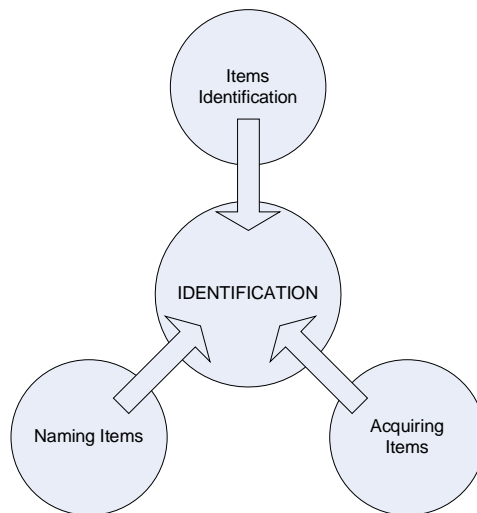 Items
Identification
IDENTIFICATION
Naming Items
Acquiring
Items